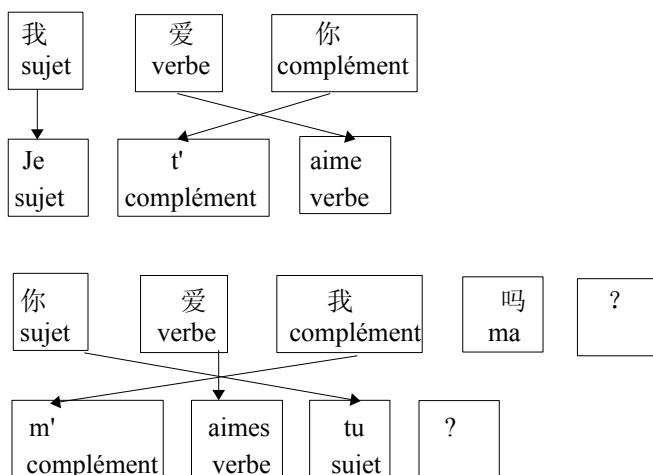 我 爱 你
sujet verbe complément
Je t' aime
sujet complément verbe
你 爱 我 吗 ?
sujet verbe complément ma
m' aimes tu ?
complément verbe sujet